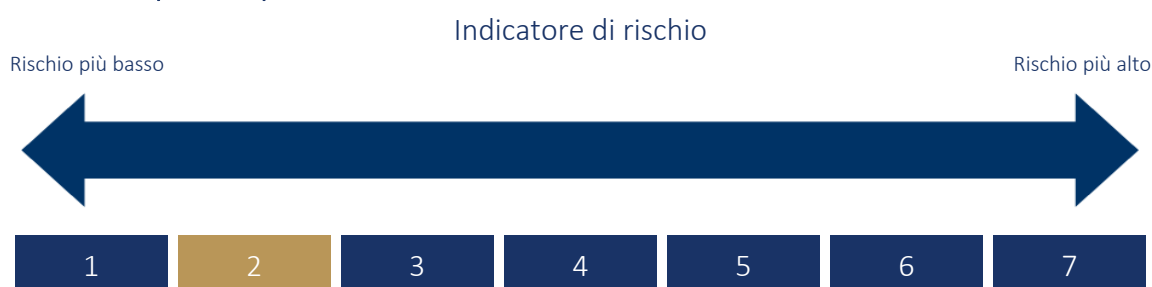 Indicatore di rischio
Rischio più basso Rischio più alto
1 2 3 4 5 6 7